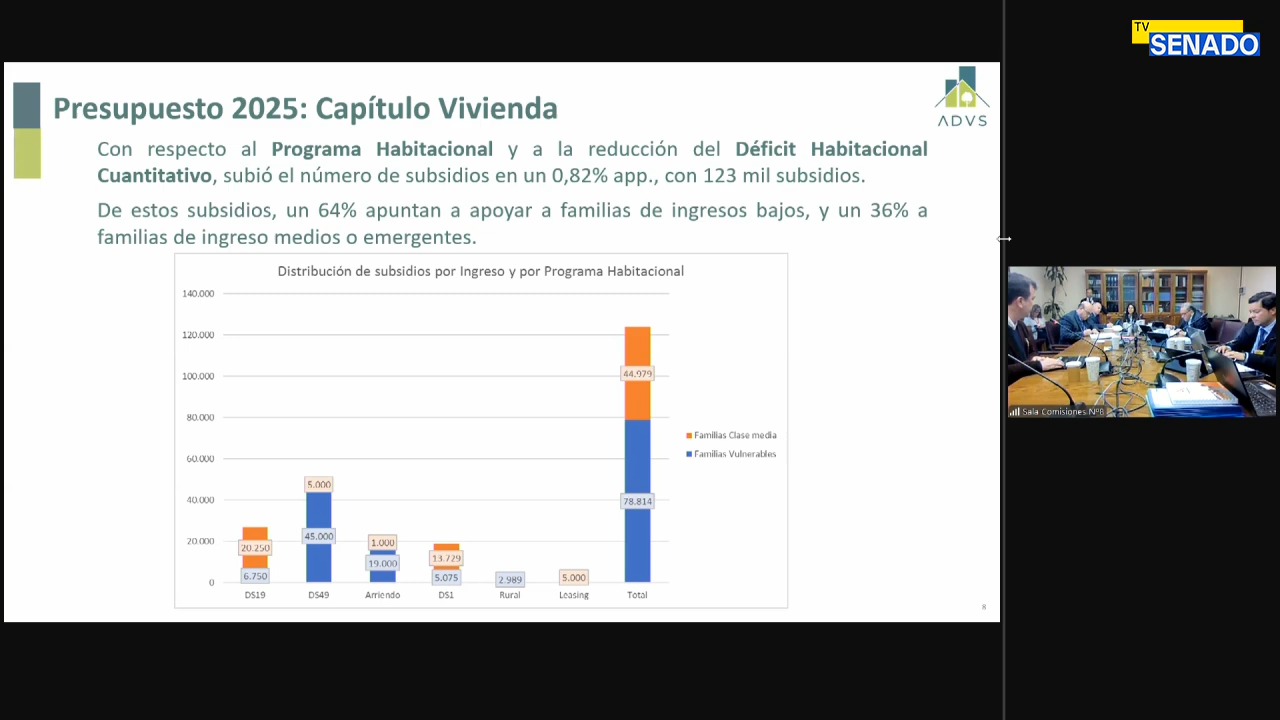 TV
SENADO
Presupuesto 2025: Capítulo Vivienda
ADVS
Con respecto al Programa Habitacional y a la reducción del Déficit Habitacional
Cuantitativo, subió el número de subsidios en un 0,82% app., con 123 mil subsidios.
De estos subsidios, un 64% apuntan a apoyar a familias de ingresos bajos, y un 36% a
familias de ingreso medios o emergentes.
Distribución de subsidios por Ingreso y por Programa Habitacional
140.000
120.000
100.000
80.000
60.000
40.000
20.000
0
20.250
6.750
5.000
45.000
1.000
19.000
13.729
5.075
2.989
5.000
44.979
78.814
DS19
DS49
Arriendo
DS1
Rural
Leasing
Total
Familias Clase media
Familias Vulnerables
8
Sala Comisiones Nº8